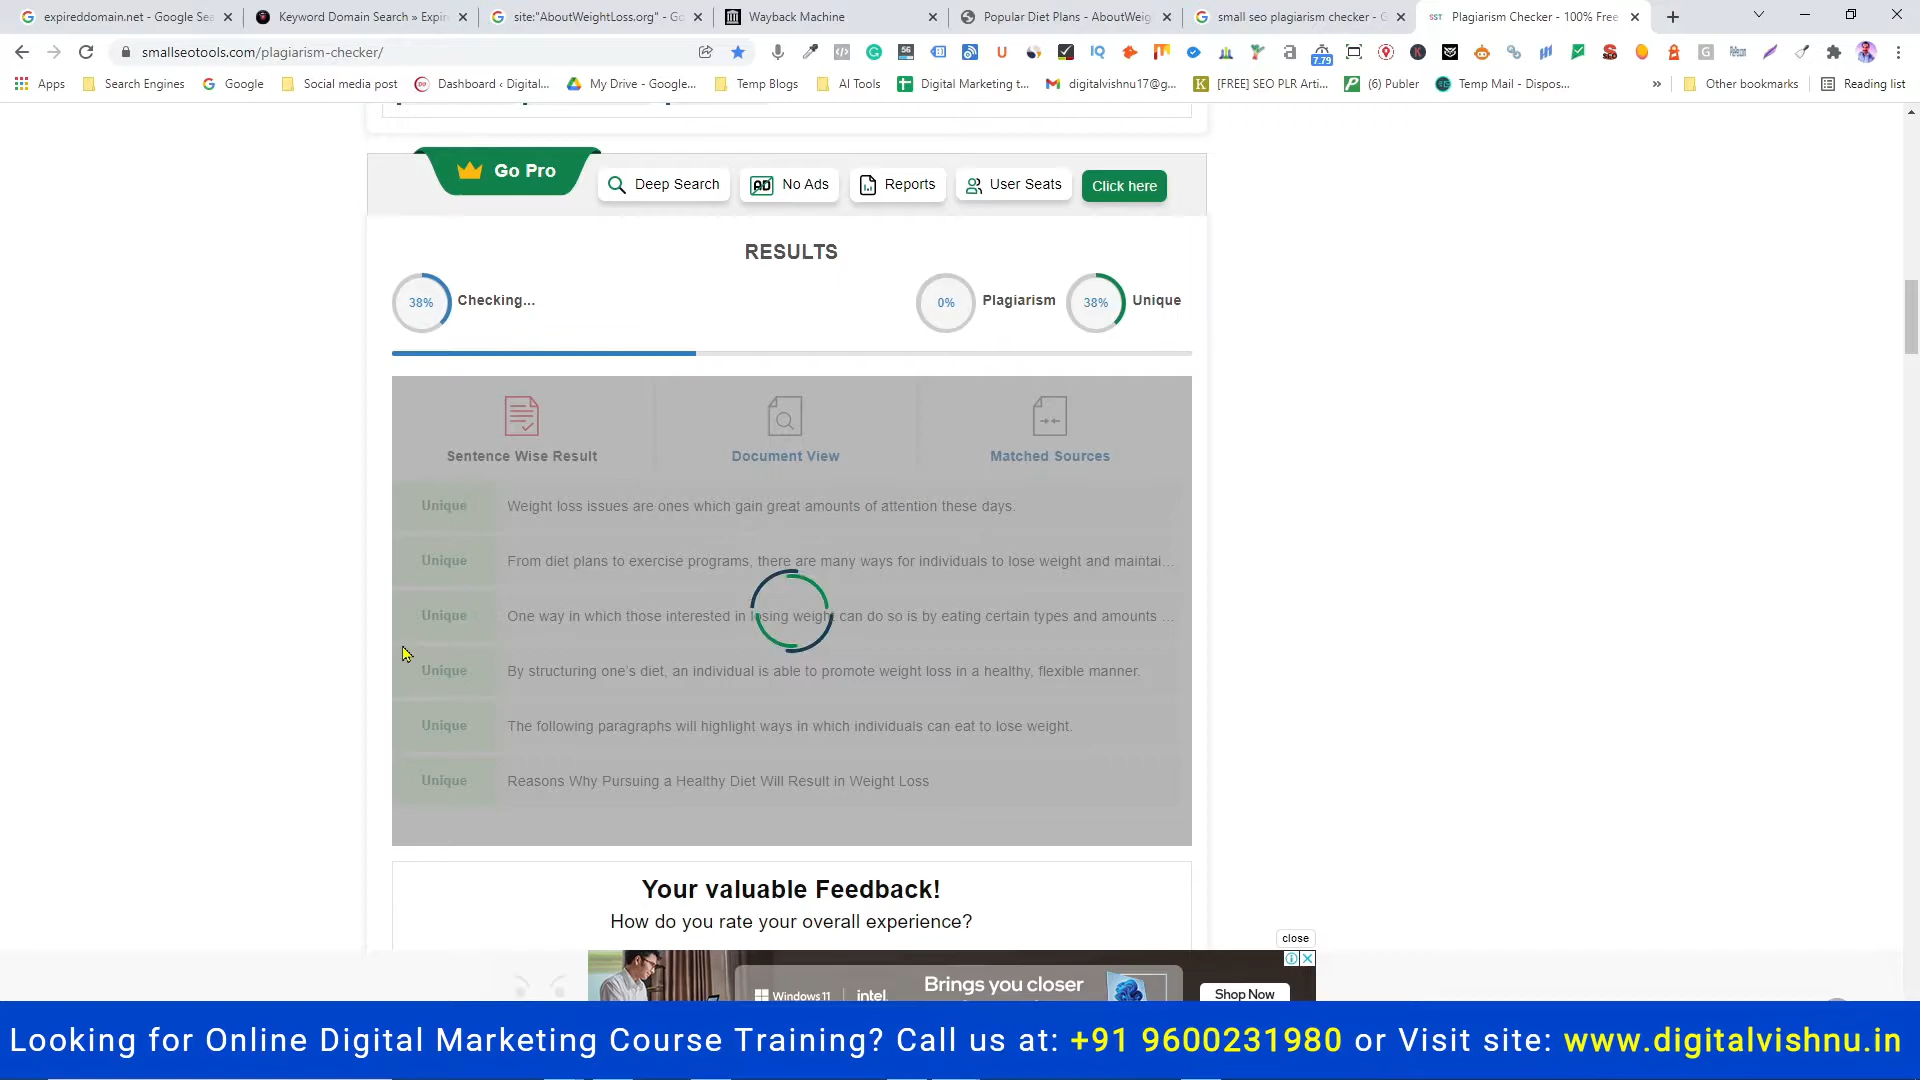 expireddomain.net - Google Sea
Keyword Domain Search » Expir
site:"AboutWeightLoss.org" - Go
Wayback Machine
Popular Diet Plans - AboutWeig
small seo plagiarism checker - G
SST Plagiarism Checker - 100% Free
smallseotools.com/plagiarism-checker/
56
7.79
Apps
Search Engines
Google
Social media post
Dashboard ‹ Digital...
My Drive - Google...
Temp Blogs
AI Tools
Digital Marketing t...
digitalvishnu17@g...
[FREE] SEO PLR Arti...
(6) Publer
Temp Mail - Dispos...
Other bookmarks
Reading list
Go Pro
Deep Search
AD No Ads
Reports
User Seats
Click here
RESULTS
38% Checking...
0% Plagiarism
38% Unique
Sentence Wise Result
Document View
Matched Sources
Unique Weight loss issues are ones which gain great amounts of attention these days.
Unique From diet plans to exercise programs, there are many ways for individuals to lose weight and maintai...
Unique One way in which those interested in losing weight can do so is by eating certain types and amounts ...
Unique By structuring one's diet, an individual is able to promote weight loss in a healthy, flexible manner.
Unique The following paragraphs will highlight ways in which individuals can eat to lose weight.
Unique Reasons Why Pursuing a Healthy Diet Will Result in Weight Loss
Your valuable Feedback!
How do you rate your overall experience?
close
Windows 11 | intel.
Brings you closer
Shop Now
Looking for Online Digital Marketing Course Training? Call us at: +91 9600231980 or Visit site: www.digitalvishnu.in